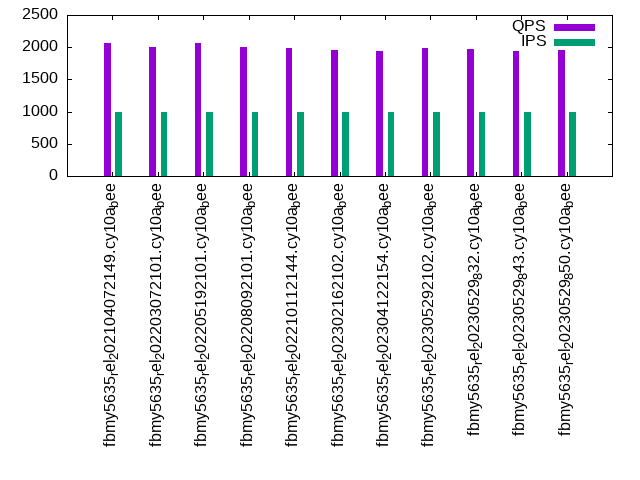 2500
2000
1500
1000
500
0
QPS
IPS
fbmy5635rel202104072149.cy10abee
fbmy5635rel202203072101.cy10abee
fbmy5635rel202205192101.cy10abee
fbmy5635rel202208092101.cy10abee
fbmy5635rel202210112144.cy10abee
fbmy5635rel202302162102.cy10abee
fbmy5635rel202304122154.cy10abee
fbmy5635rel202305292102.cy10abee
fbmy5635rel20230529832.cy10abee
fbmy5635rel20230529843.cy10abee
fbmy5635rel20230529850.cy10abee